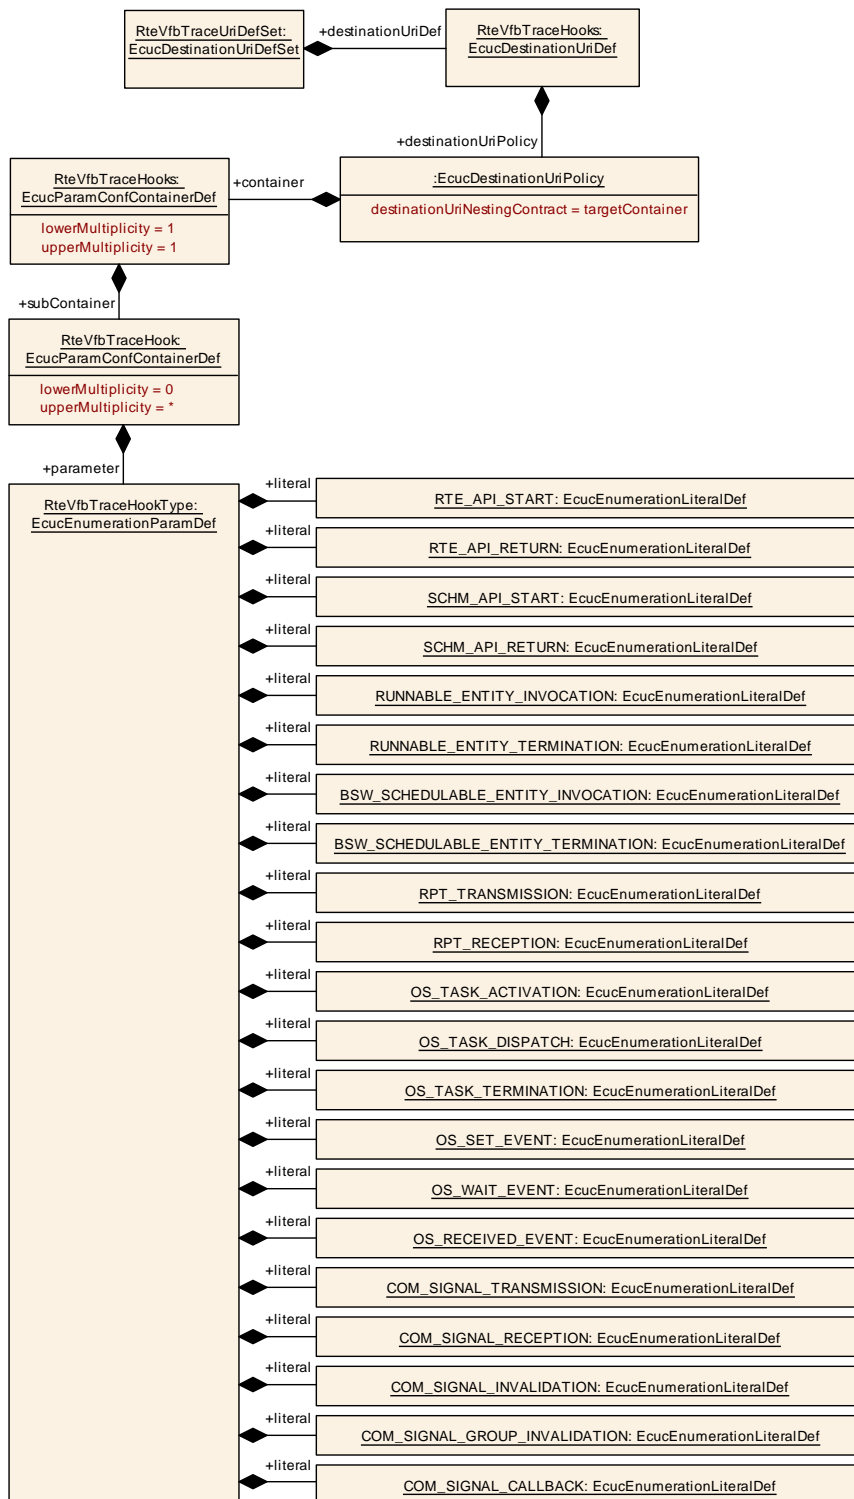 RteVfbTraceUriDefSet:
EcucDestinationUriDefSet
+destinationUriDef
RteVfbTraceHooks:
EcucDestinationUriDef
+destinationUriPolicy
:EcucDestinationUriPolicy
destinationUriNestingContract = targetContainer
+container
RteVfbTraceHooks:
EcucParamConfContainerDef
lowerMultiplicity = 1
upperMultiplicity = 1
+subContainer
RteVfbTraceHook:
EcucParamConfContainerDef
lowerMultiplicity = 0
upperMultiplicity = *
+parameter
RteVfbTraceHookType:
EcucEnumerationParamDef
+literal
RTE_API_START: EcucEnumerationLiteralDef
+literal
RTE_API_RETURN: EcucEnumerationLiteralDef
+literal
SCHM_API_START: EcucEnumerationLiteralDef
+literal
SCHM_API_RETURN: EcucEnumerationLiteralDef
+literal
RUNNABLE_ENTITY_INVOCATION: EcucEnumerationLiteralDef
+literal
RUNNABLE_ENTITY_TERMINATION: EcucEnumerationLiteralDef
+literal
BSW_SCHEDULABLE_ENTITY_INVOCATION: EcucEnumerationLiteralDef
+literal
BSW_SCHEDULABLE_ENTITY_TERMINATION: EcucEnumerationLiteralDef
+literal
RPT_TRANSMISSION: EcucEnumerationLiteralDef
+literal
RPT_RECEPTION: EcucEnumerationLiteralDef
+literal
OS_TASK_ACTIVATION: EcucEnumerationLiteralDef
+literal
OS_TASK_DISPATCH: EcucEnumerationLiteralDef
+literal
OS_TASK_TERMINATION: EcucEnumerationLiteralDef
+literal
OS_SET_EVENT: EcucEnumerationLiteralDef
+literal
OS_WAIT_EVENT: EcucEnumerationLiteralDef
+literal
OS_RECEIVED_EVENT: EcucEnumerationLiteralDef
+literal
COM_SIGNAL_TRANSMISSION: EcucEnumerationLiteralDef
+literal
COM_SIGNAL_RECEPTION: EcucEnumerationLiteralDef
+literal
COM_SIGNAL_INVALIDATION: EcucEnumerationLiteralDef
+literal
COM_SIGNAL_GROUP_INVALIDATION: EcucEnumerationLiteralDef
+literal
COM_SIGNAL_CALLBACK: EcucEnumerationLiteralDef